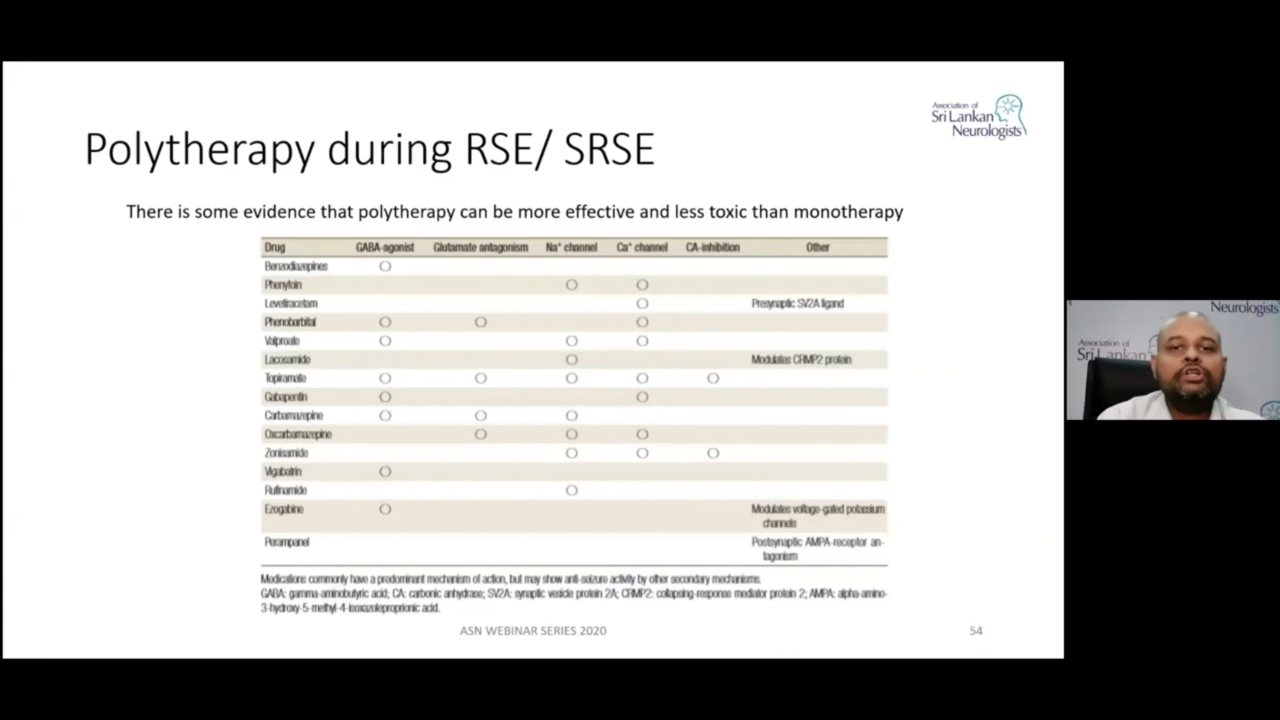 Association of
Sri Lankan
Neurologists
Polytherapy during RSE/ SRSE
There is some evidence that polytherapy can be more effective and less toxic than monotherapy
Drug GABA-agonist Glutamate antagonism Na⁺ channel Ca⁺ channel CA-inhibition Other
Benzodiazepines ○
Phenytoin ○ ○
Levetiracetam ○ Presynaptic SV2A ligand
Phenobarbital ○ ○ ○
Valproate ○ ○ ○
Lacosamide ○ Modulates CRMP2 protein
Topiramate ○ ○ ○ ○ ○
Gabapentin ○ ○
Carbamazepine ○ ○ ○
Oxcarbamazepine ○ ○ ○
Zonisamide ○ ○ ○
Vigabatrin ○
Rufinamide ○
Ezogabine ○ Modulates voltage-gated potassium
channels
Perampanel Postsynaptic AMPA-receptor an-
tagonism
Medications commonly have a predominant mechanism of action, but may show anti-seizure activity by other secondary mechanisms.
GABA: gamma-aminobutyric acid; CA: carbonic anhydrase; SV2A: synaptic vesicle protein 2A; CRMP2: collapsing-response mediator protein 2; AMPA: alpha-amino-
3-hydroxy-5-methyl-4-isoxazoleproprionic acid.
ASN WEBINAR SERIES 2020
54
Neurologists
Association of
Sri Lankan